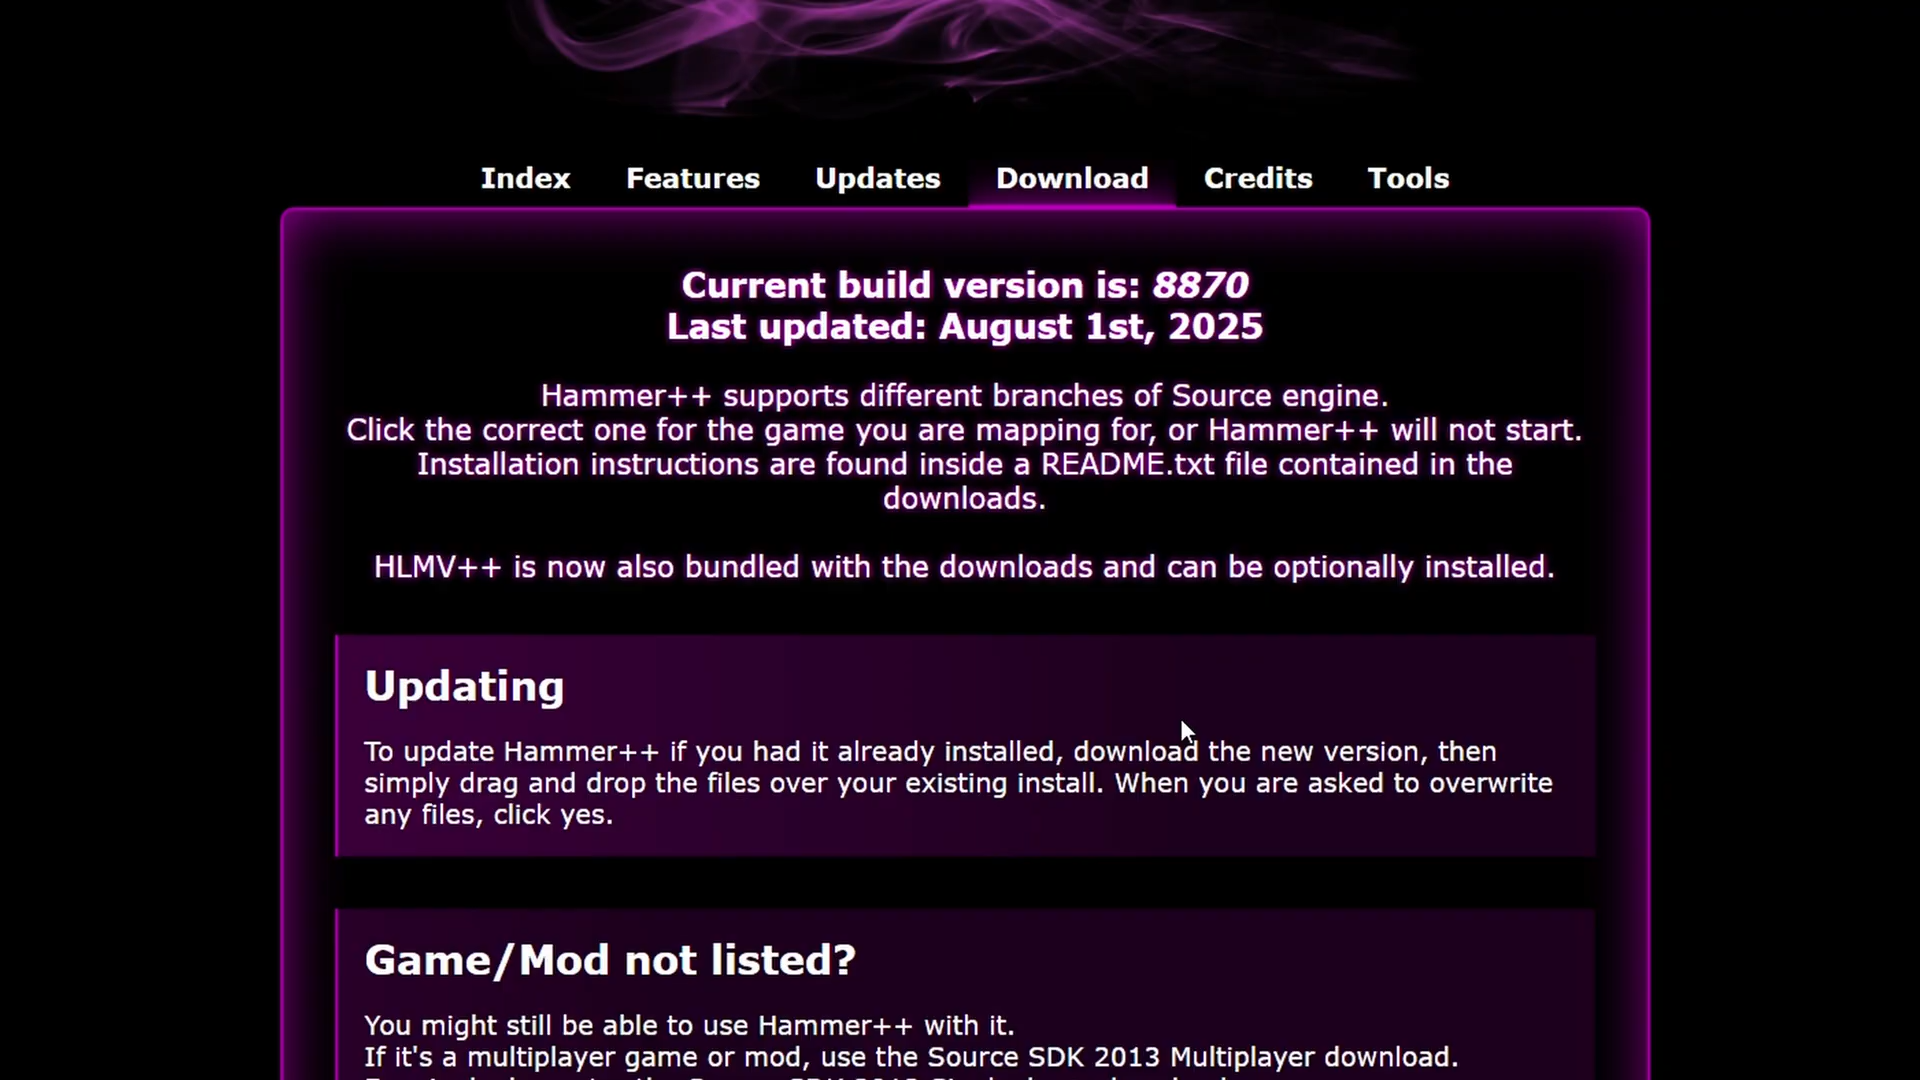 Index Features Updates Download Credits Tools
Current build version is: 8870
Last updated: August 1st, 2025
Hammer++ supports different branches of Source engine.
Click the correct one for the game you are mapping for, or Hammer++ will not start.
Installation instructions are found inside a README.txt file contained in the
downloads.
HLMV++ is now also bundled with the downloads and can be optionally installed.
Updating
To update Hammer++ if you had it already installed, download the new version, then
simply drag and drop the files over your existing install. When you are asked to overwrite
any files, click yes.
Game/Mod not listed?
You might still be able to use Hammer++ with it.
If it's a multiplayer game or mod, use the Source SDK 2013 Multiplayer download.